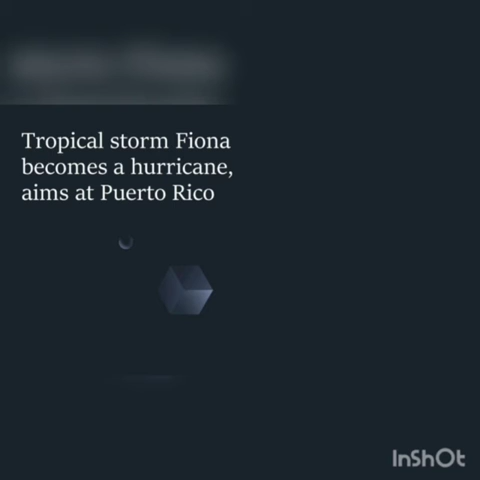 Tropical storm Fiona
becomes a hurricane,
aims at Puerto Rico
InShOt